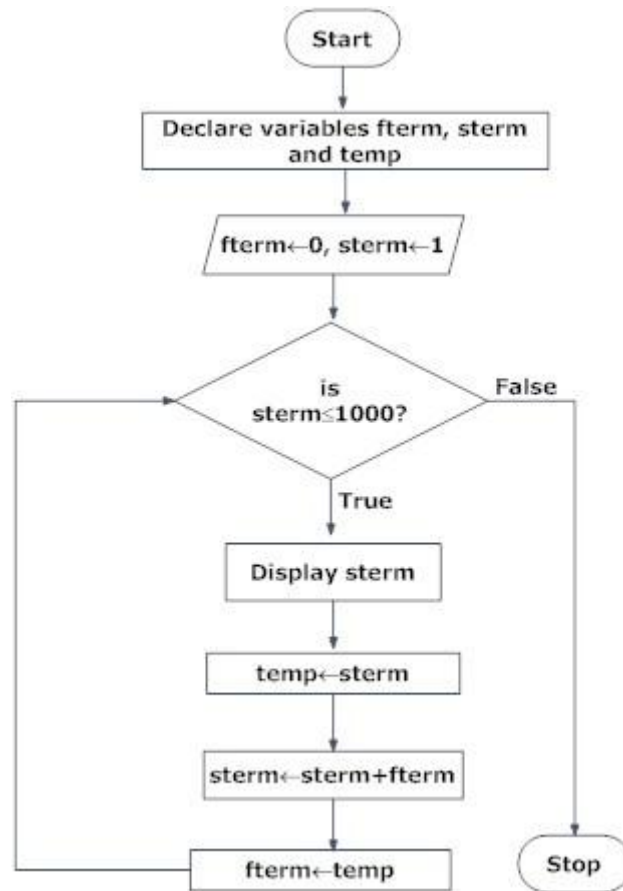 Start
Declare variables fterm, sterm
and temp
fterm←0, sterm←1
is
sterm≤1000?
False
True
Display sterm
temp←sterm
sterm←sterm+fterm
fterm←temp
Stop